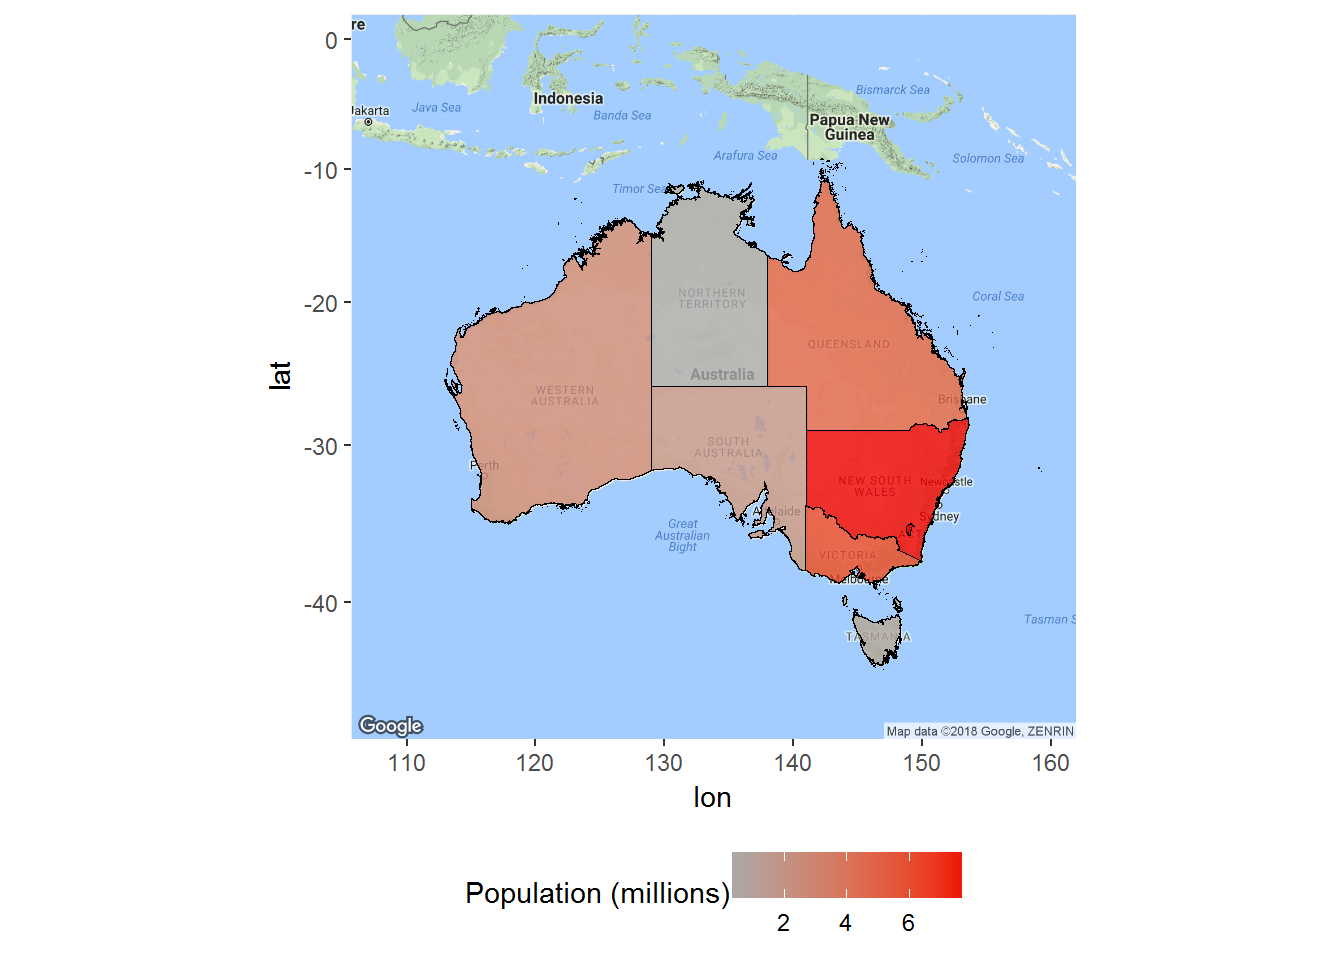 re
0
Indonesia
Jakarta
Java Sea
Banda Sea
Bismarck Sea
Papua New
Guinea
Arafura Sea
Solomon Sea
-10
Timor Sea
-20
NORTHERN
TERRITORY
Coral Sea
QUEENSLAND
Australia
lat
WESTERN
AUSTRALIA
Brisbane
-30
SOUTH
AUSTRALIA
Perth
NEW SOUTH
WALES
Newcastle
Adelaide
Sydney
Great
Australian
Bight
ACT
VICTORIA
Melbourne
-40
TASMANIA
Tasman S
Google
Map data ©2018 Google, ZENRIN
110
120
130
140
150
160
lon
Population (millions)
2
4
6